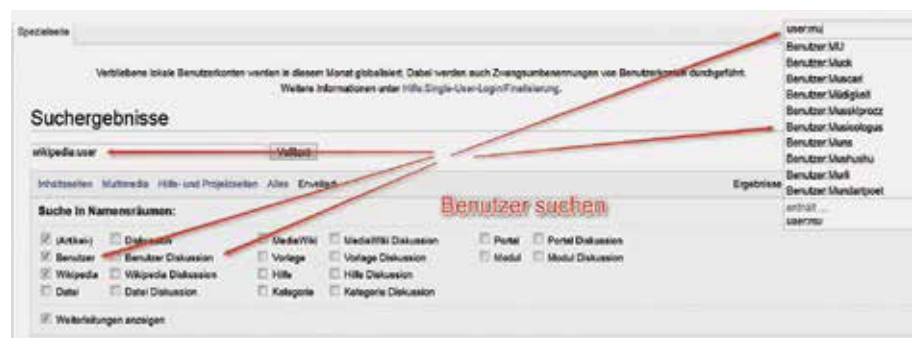 Spezialseite
user:mu
Benutzer:MU
Benutzer:Muck
Benutzer:Muscari
Benutzer:Müdigkeit
Benutzer:Musskiprozz
Benutzer:Musicologus
Benutzer:Muns
Benutzer:Mushushu
Benutzer:Mufi
Benutzer:Mundartpoet
enthält ...
user:mu
Verbliebene lokale Benutzerkonten werden in diesem Monat globalisiert. Dabei werden auch Zwangsumbenennungen von Benutzerkonten durchgeführt.
Weitere Informationen unter Hilfe:Single-User-Login/Finalisierung.
Suchergebnisse
wikipedia:user Volltext
Inhaltsseiten Multimedia Hilfe- und Projektseiten Alles Erweitert Ergebnisse
Benutzer suchen
Suche in Namensräumen:
(Artikel) Diskussion MediaWiki MediaWiki Diskussion Portal Portal Diskussion
Benutzer Benutzer Diskussion Vorlage Vorlage Diskussion Modul Modul Diskussion
Wikipedia Wikipedia Diskussion Hilfe Hilfe Diskussion
Datei Datei Diskussion Kategorie Kategorie Diskussion
Weiterleitungen anzeigen